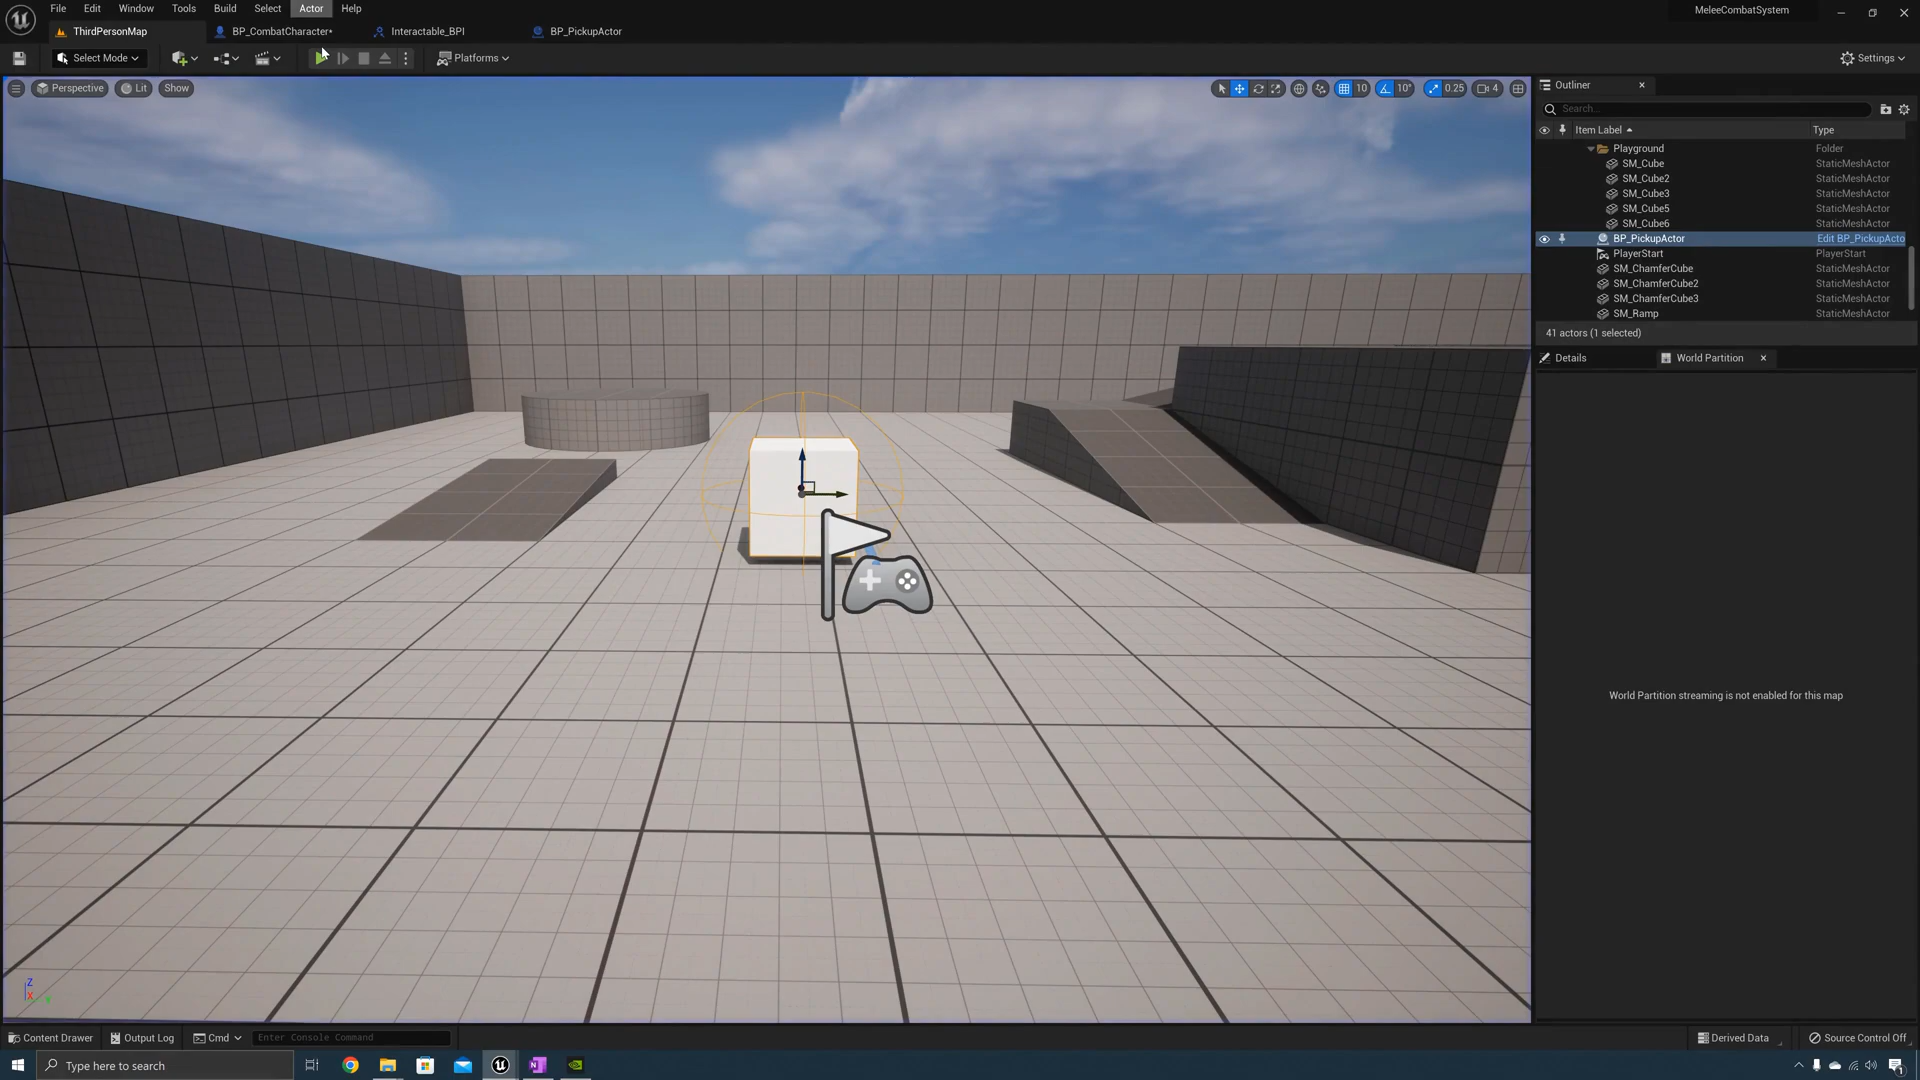 File Edit Window Tools Build Select Actor Help
MeleeCombatSystem
ThirdPersonMap
BP_CombatCharacter*
Interactable_BPI
BP_PickupActor
Select Mode
Platforms
Settings
Perspective
Lit
Show
10
10°
0.25
4
Outliner
Search...
Item Label
Type
Playground
Folder
SM_Cube
StaticMeshActor
SM_Cube2
StaticMeshActor
SM_Cube3
StaticMeshActor
SM_Cube5
StaticMeshActor
SM_Cube6
StaticMeshActor
BP_PickupActor
Edit BP_PickupActo
PlayerStart
PlayerStart
SM_ChamferCube
StaticMeshActor
SM_ChamferCube2
StaticMeshActor
SM_ChamferCube3
StaticMeshActor
SM_Ramp
StaticMeshActor
41 actors (1 selected)
Details
World Partition
World Partition streaming is not enabled for this map
Z
X
Y
Content Drawer
Output Log
Cmd
Enter Console Command
Derived Data
Source Control Off
Type here to search